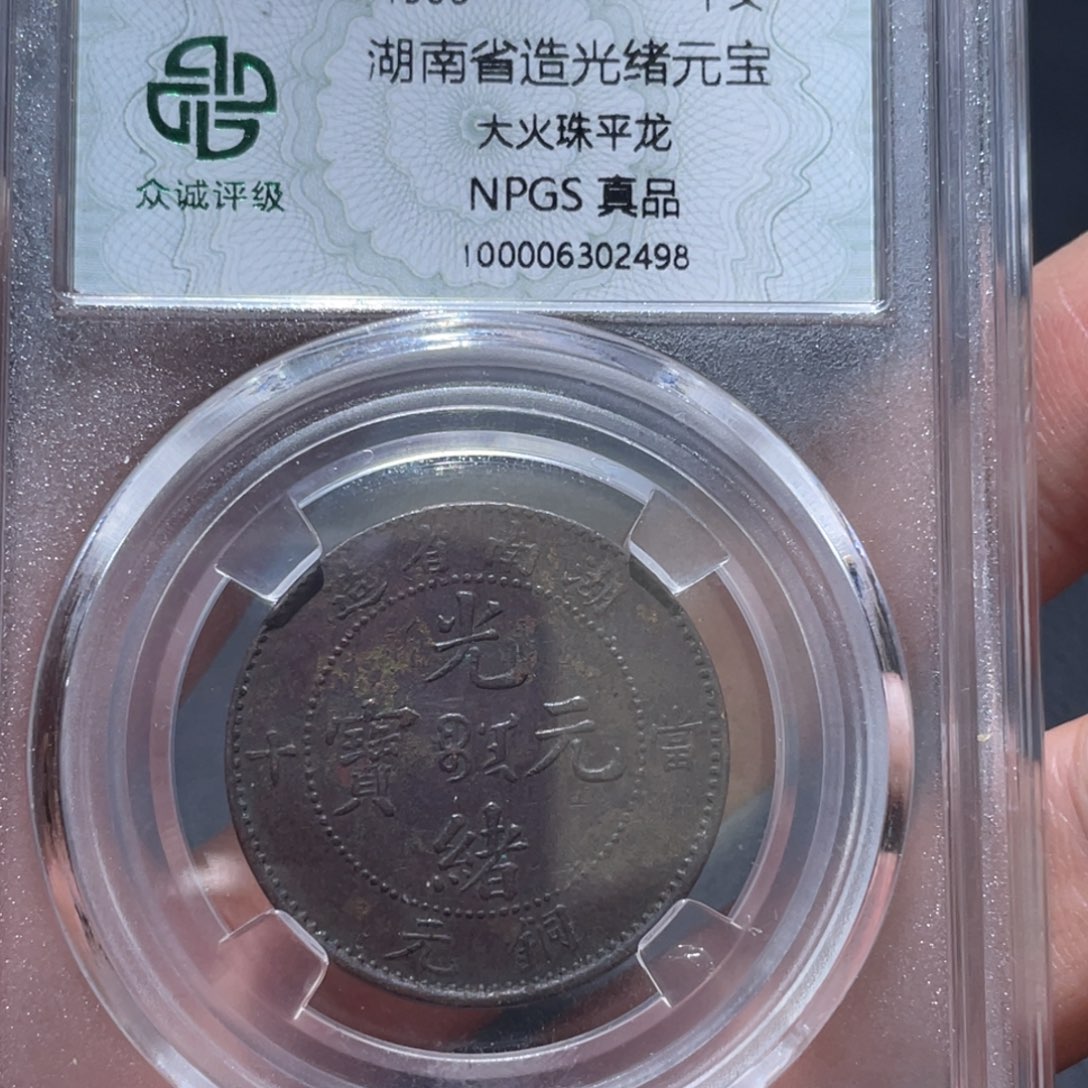 湖南省造光绪元宝
大火珠平龙
NPGS 真品
100006302498
众诚评级
湖南省造
光緒元寶
當十
銅元